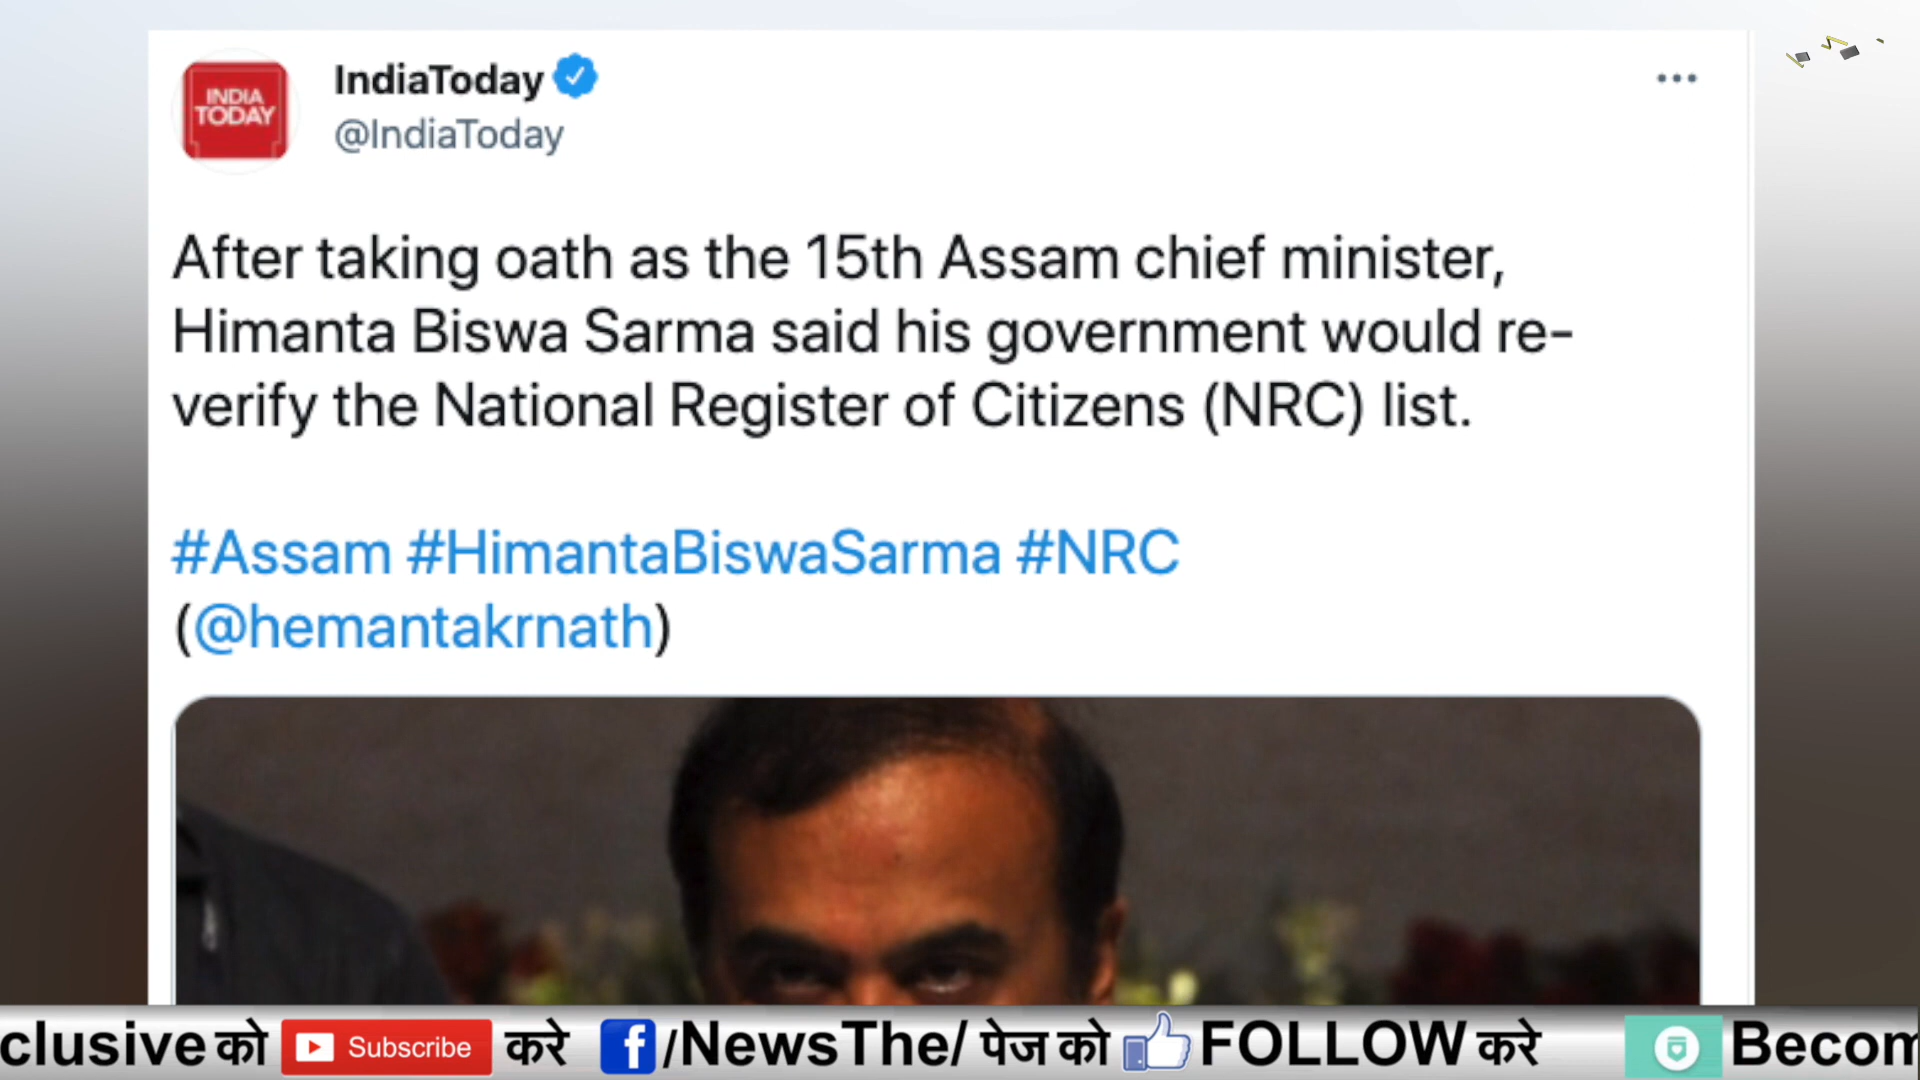 INDIA
TODAY
IndiaToday
@IndiaToday
After taking oath as the 15th Assam chief minister,
Himanta Biswa Sarma said his government would re-
verify the National Register of Citizens (NRC) list.
#Assam #HimantaBiswaSarma #NRC
(@hemantakrnath)
clusive को Subscribe करे f/NewsThe/ पेज को FOLLOW करे Becom